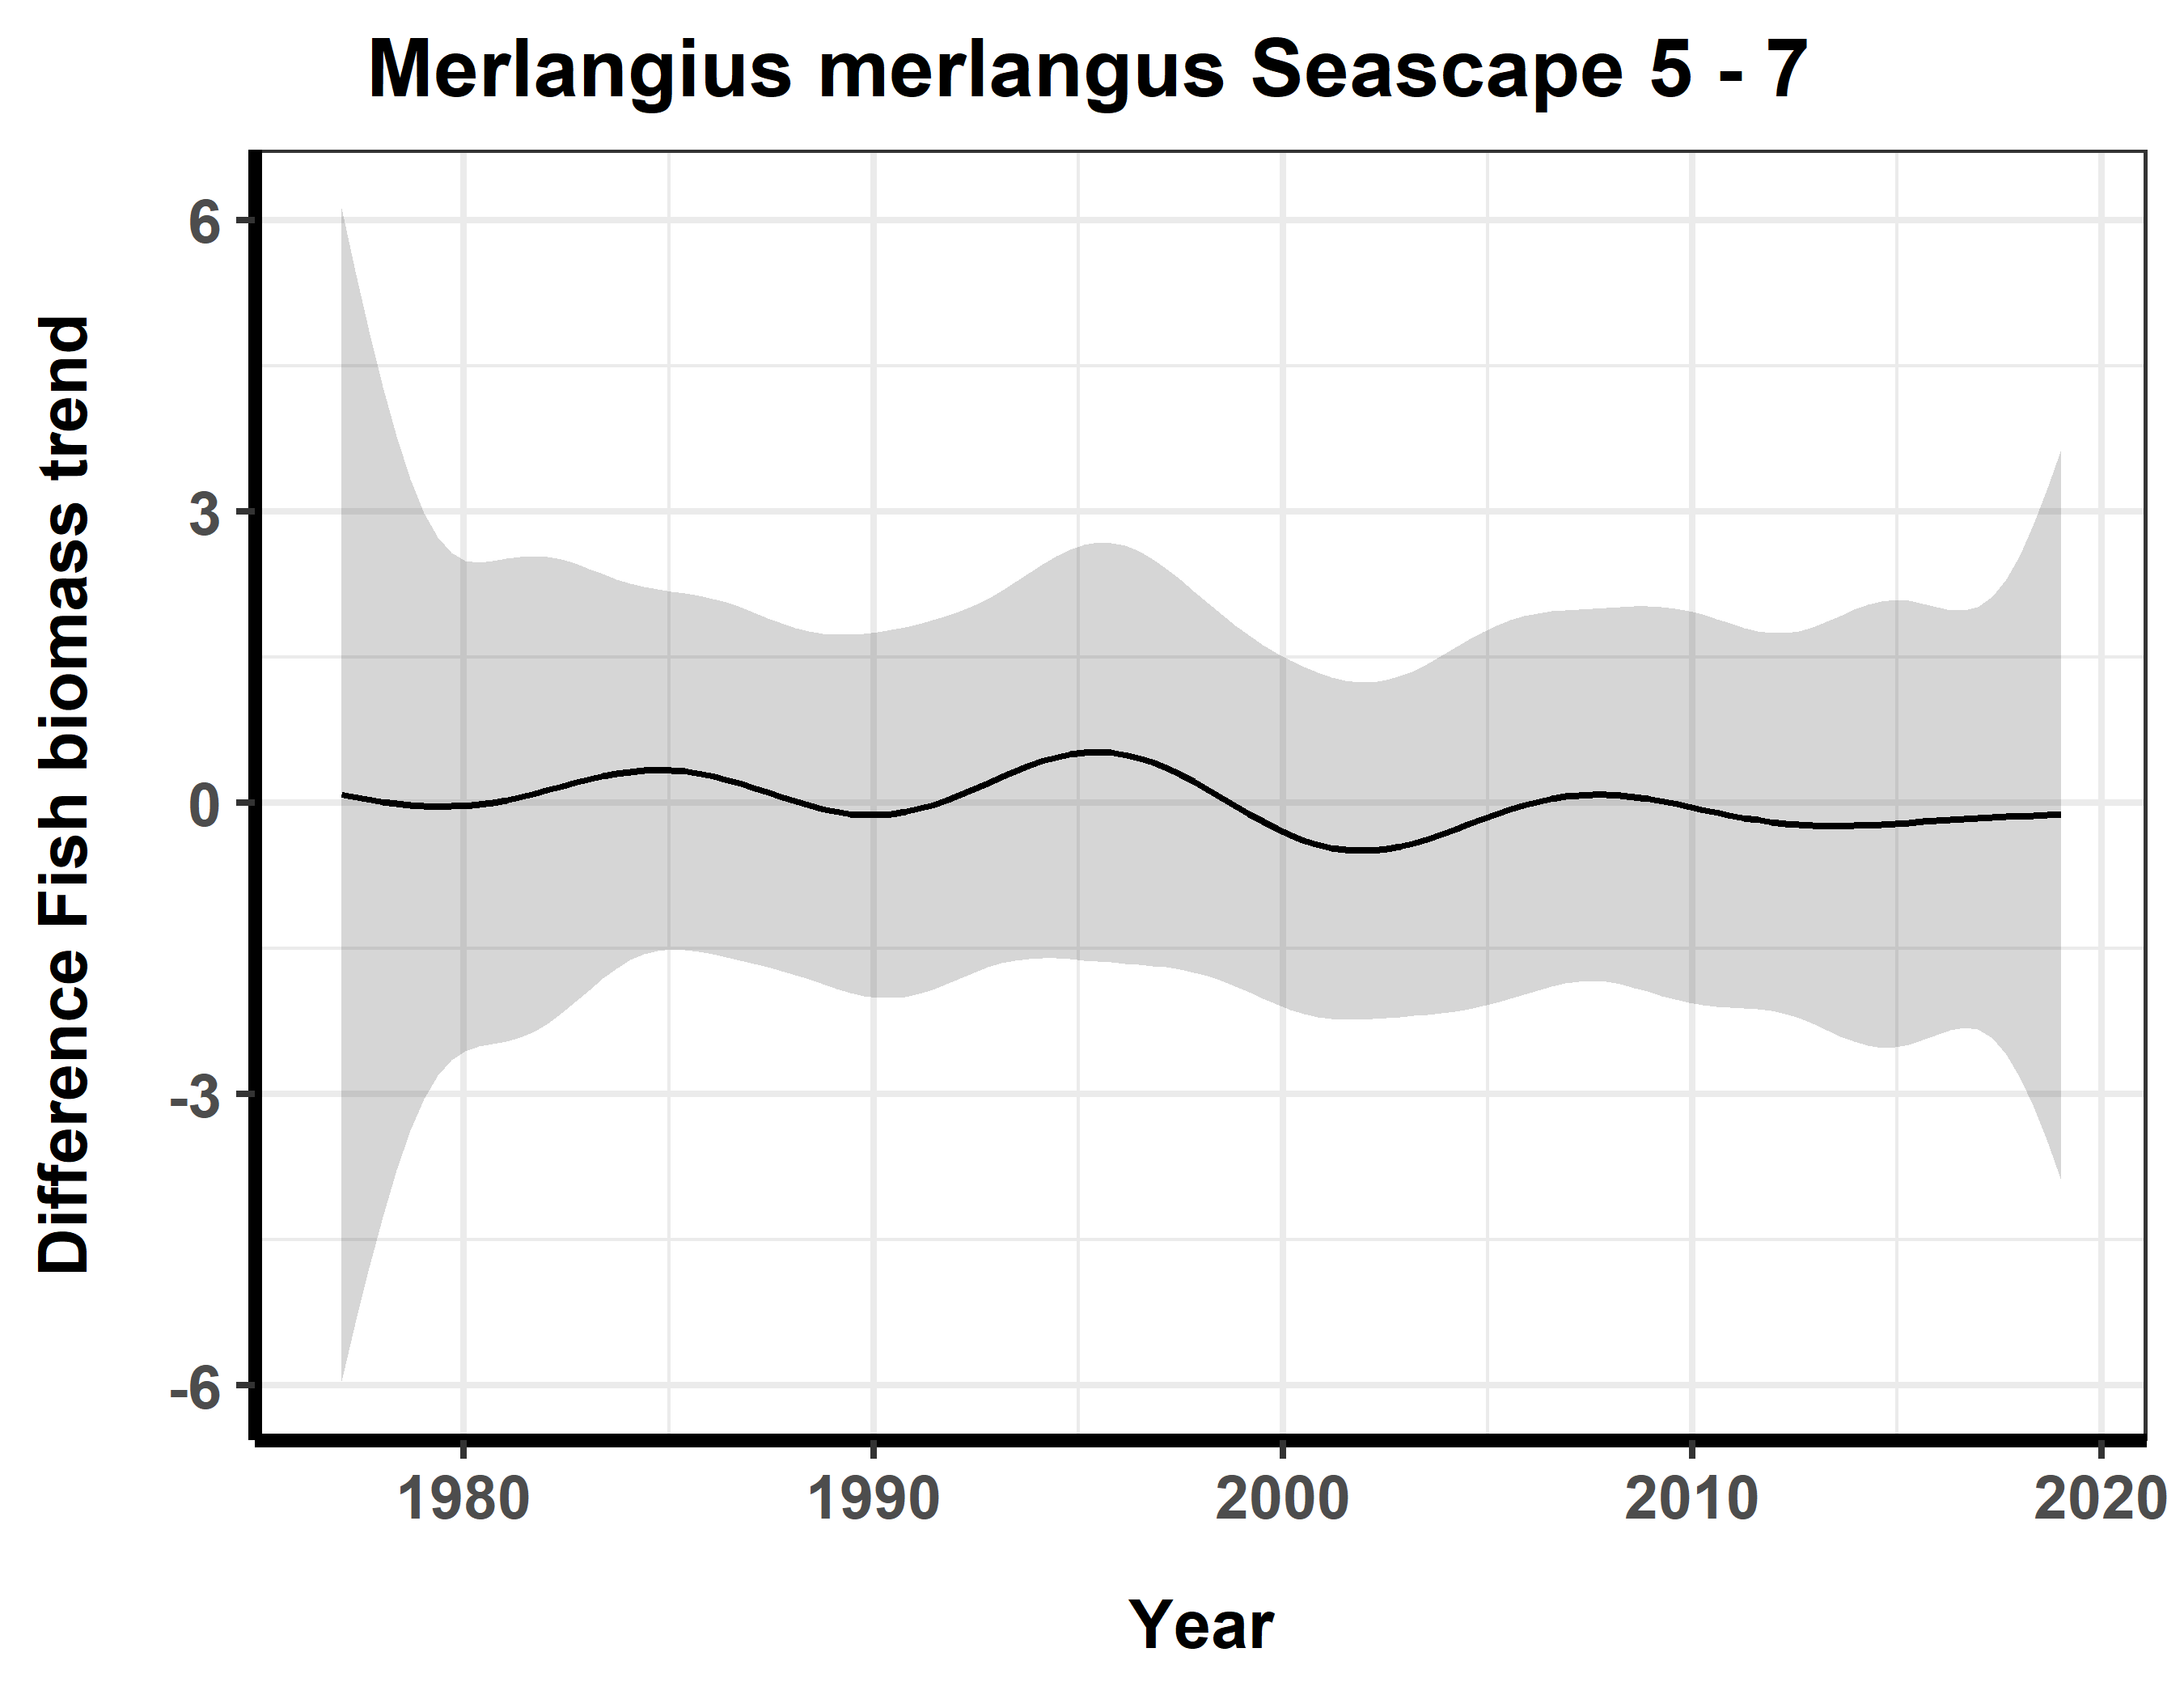 Merlangius merlangus Seascape 5 - 7
Difference Fish biomass trend
6
3
0
-3
-6
1980 1990 2000 2010 2020
Year